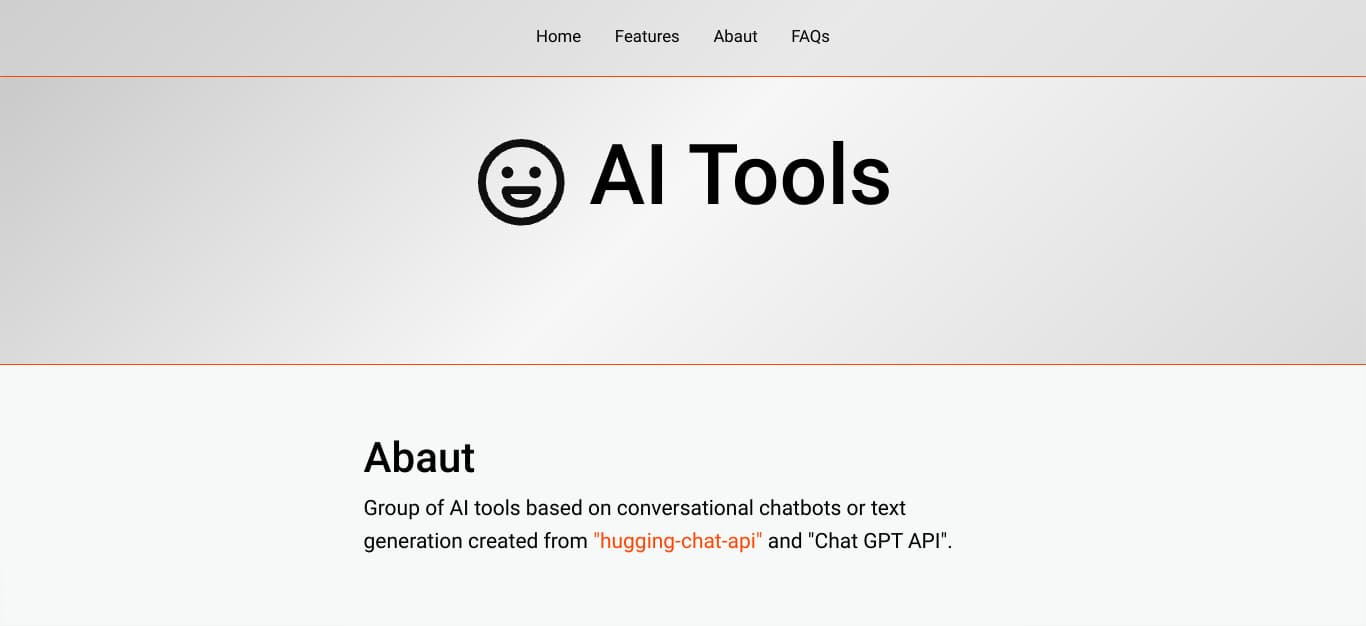 Home Features Abaut FAQs
AI Tools
Abaut
Group of AI tools based on conversational chatbots or text
generation created from "hugging-chat-api" and "Chat GPT API".